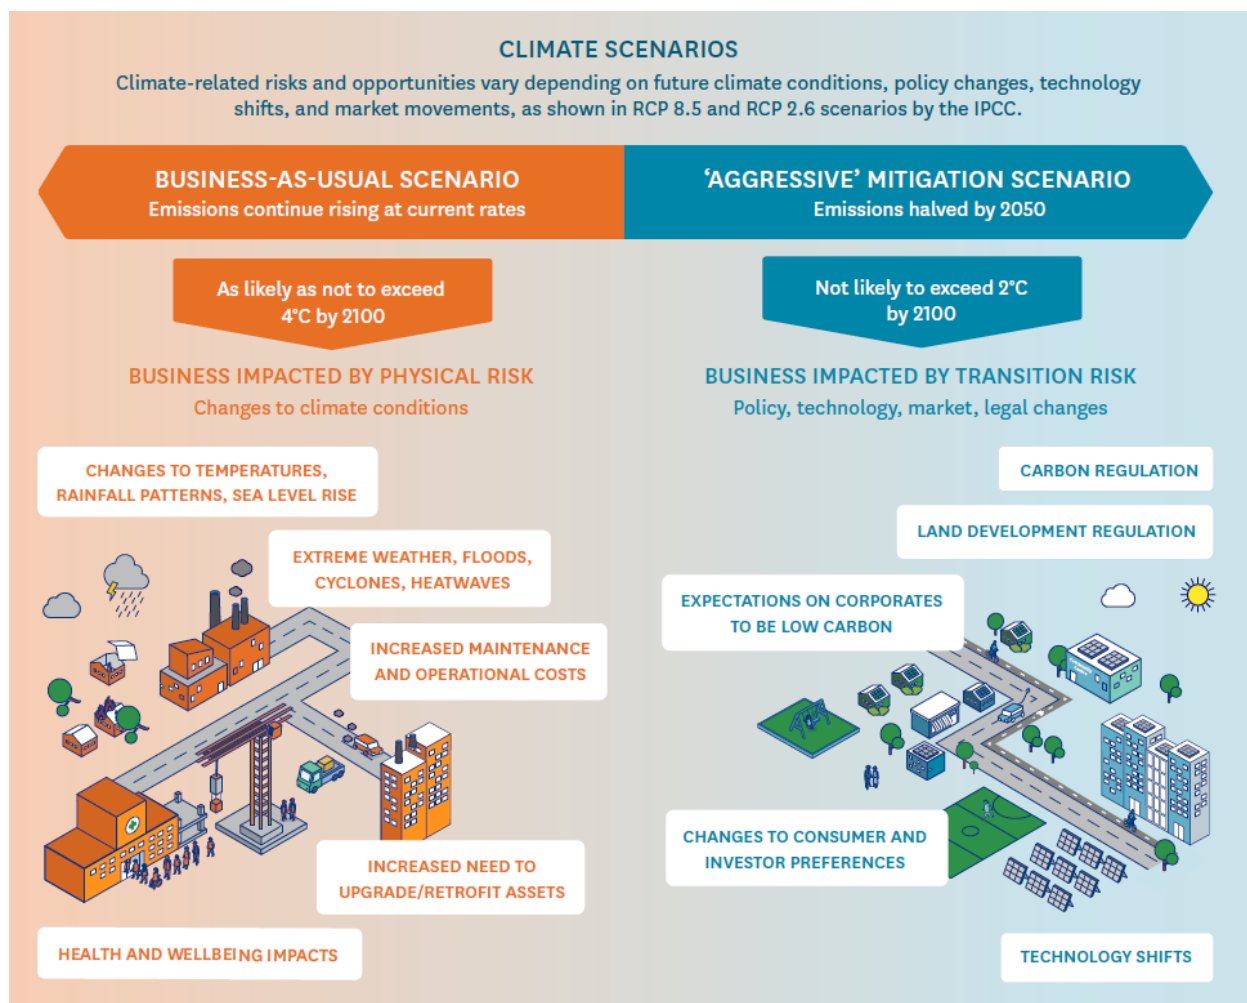 CLIMATE SCENARIOS
Climate-related risks and opportunities vary depending on future climate conditions, policy changes, technology
shifts, and market movements, as shown in RCP 8.5 and RCP 2.6 scenarios by the IPCC.
BUSINESS-AS-USUAL SCENARIO
Emissions continue rising at current rates
‘AGGRESSIVE’ MITIGATION SCENARIO
Emissions halved by 2050
As likely as not to exceed
4°C by 2100
Not likely to exceed 2°C
by 2100
BUSINESS IMPACTED BY PHYSICAL RISK
Changes to climate conditions
BUSINESS IMPACTED BY TRANSITION RISK
Policy, technology, market, legal changes
CHANGES TO TEMPERATURES,
RAINFALL PATTERNS, SEA LEVEL RISE
EXTREME WEATHER, FLOODS,
CYCLONES, HEATWAVES
INCREASED MAINTENANCE
AND OPERATIONAL COSTS
INCREASED NEED TO
UPGRADE/RETROFIT ASSETS
HEALTH AND WELLBEING IMPACTS
CARBON REGULATION
LAND DEVELOPMENT REGULATION
EXPECTATIONS ON CORPORATES
TO BE LOW CARBON
CHANGES TO CONSUMER AND
INVESTOR PREFERENCES
TECHNOLOGY SHIFTS